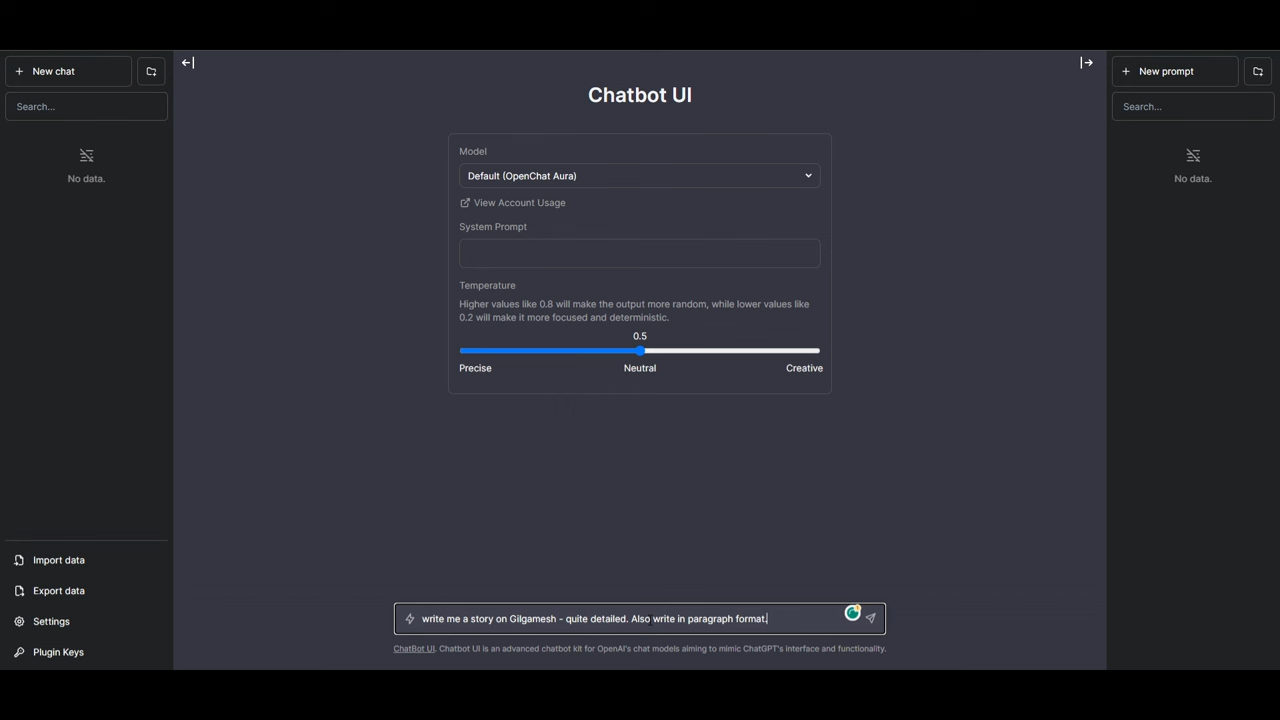 New chat
Search...
No data.
Import data
Export data
Settings
Plugin Keys
Chatbot UI
Model
Default (OpenChat Aura)
View Account Usage
System Prompt
Temperature
Higher values like 0.8 will make the output more random, while lower values like
0.2 will make it more focused and deterministic.
0.5
Precise Neutral Creative
write me a story on Gilgamesh - quite detailed. Also write in paragraph format.
ChatBot UI. Chatbot UI is an advanced chatbot kit for OpenAI's chat models aiming to mimic ChatGPT's interface and functionality.
New prompt
Search...
No data.